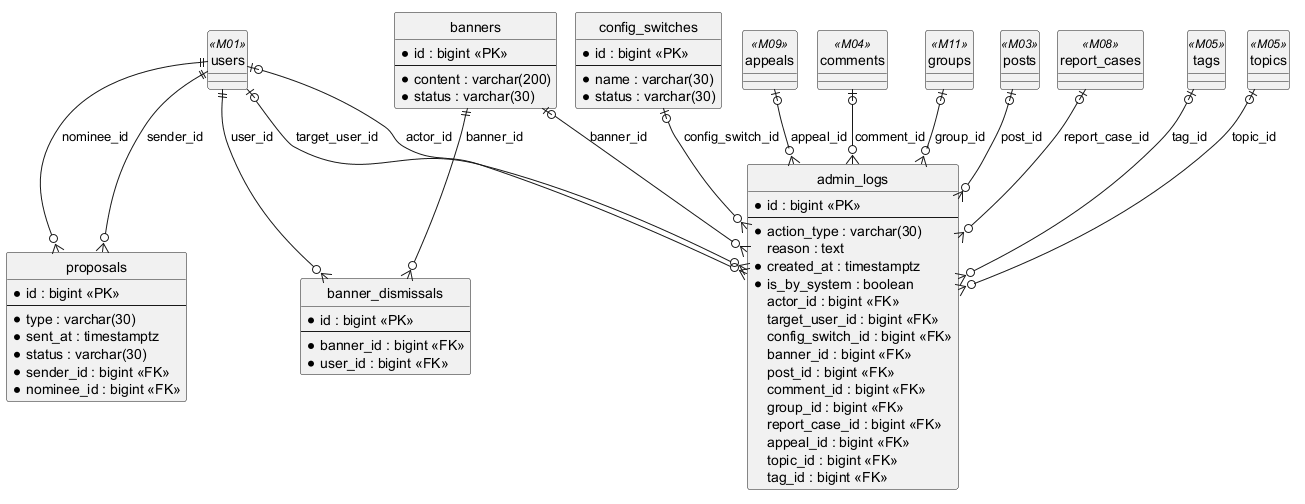 banners
* id : bigint «PK»
* content : varchar(200)
* status : varchar(30)
config_switches
* id : bigint «PK»
* name : varchar(30)
* status : varchar(30)
«M01»
users
«M09»
appeals
«M04»
comments
«M11»
groups
«M03»
posts
«M08»
report_cases
«M05»
tags
«M05»
topics
nominee_id
sender_id
user_id
target_user_id
actor_id
banner_id
banner_id
config_switch_id
appeal_id
comment_id
group_id
post_id
report_case_id
tag_id
topic_id
proposals
* id : bigint «PK»
* type : varchar(30)
* sent_at : timestamptz
* status : varchar(30)
* sender_id : bigint «FK»
* nominee_id : bigint «FK»
banner_dismissals
* id : bigint «PK»
* banner_id : bigint «FK»
* user_id : bigint «FK»
admin_logs
* id : bigint «PK»
* action_type : varchar(30)
reason : text
* created_at : timestamptz
* is_by_system : boolean
actor_id : bigint «FK»
target_user_id : bigint «FK»
config_switch_id : bigint «FK»
banner_id : bigint «FK»
post_id : bigint «FK»
comment_id : bigint «FK»
group_id : bigint «FK»
report_case_id : bigint «FK»
appeal_id : bigint «FK»
topic_id : bigint «FK»
tag_id : bigint «FK»